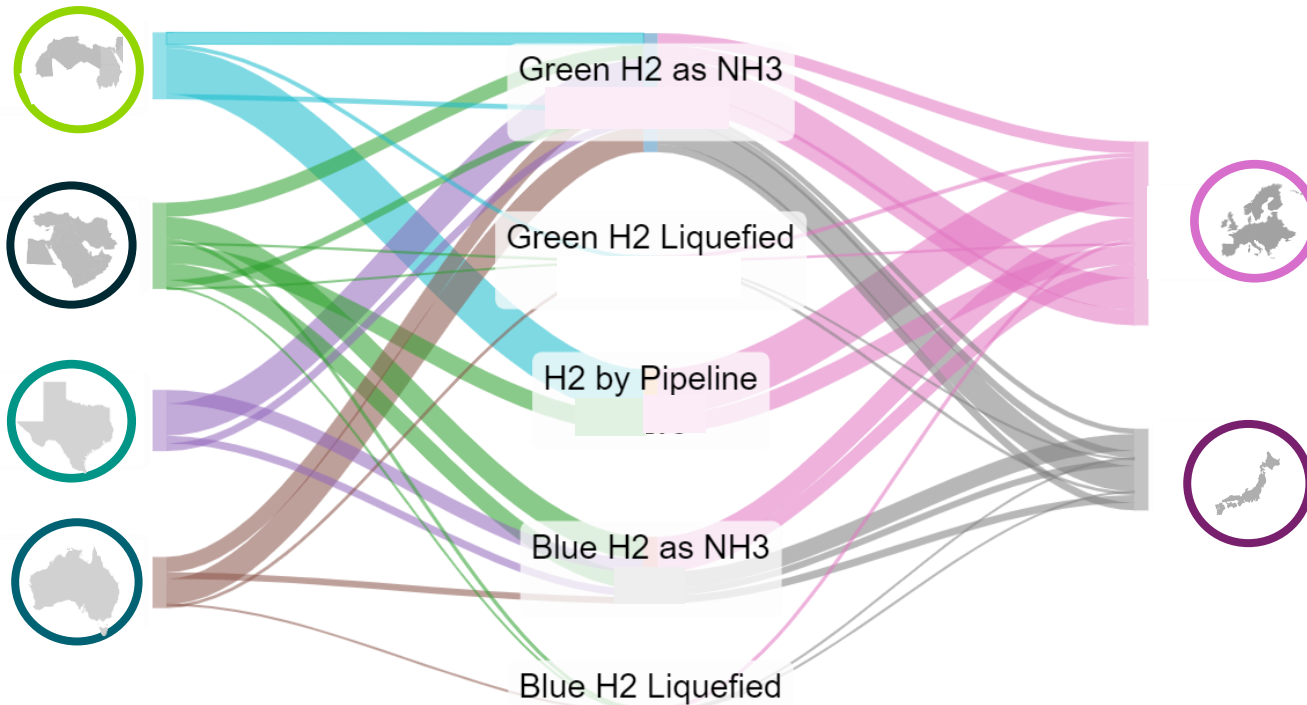 Green H2 as NH3
Green H2 Liquefied
H2 by Pipeline
Blue H2 as NH3
Blue H2 Liquefied